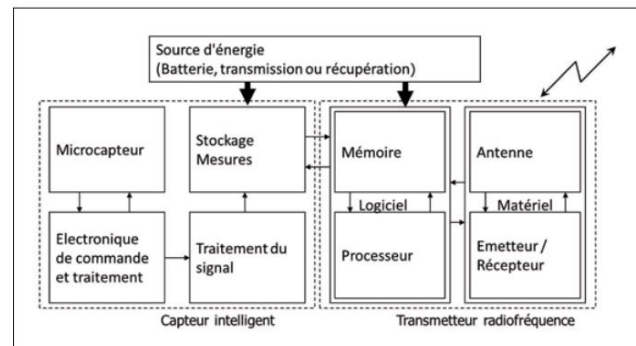 Source d'énergie
(Batterie, transmission ou récupération)
Microcapteur
Stockage
Mesures
Mémoire
Antenne
Logiciel
Matériel
Electronique
de commande
et traitement
Traitement du
signal
Processeur
Emetteur /
Récepteur
Capteur intelligent
Transmetteur radiofréquence